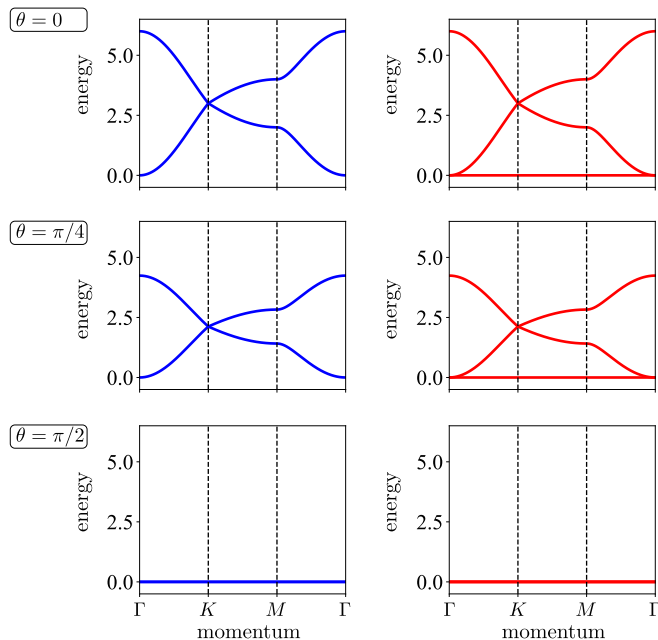 θ = 0
energy
5.0
2.5
0.0
energy
5.0
2.5
0.0
θ = π/4
energy
5.0
2.5
0.0
energy
5.0
2.5
0.0
θ = π/2
energy
5.0
2.5
0.0
Γ K M Γ
momentum
energy
5.0
2.5
0.0
Γ K M Γ
momentum